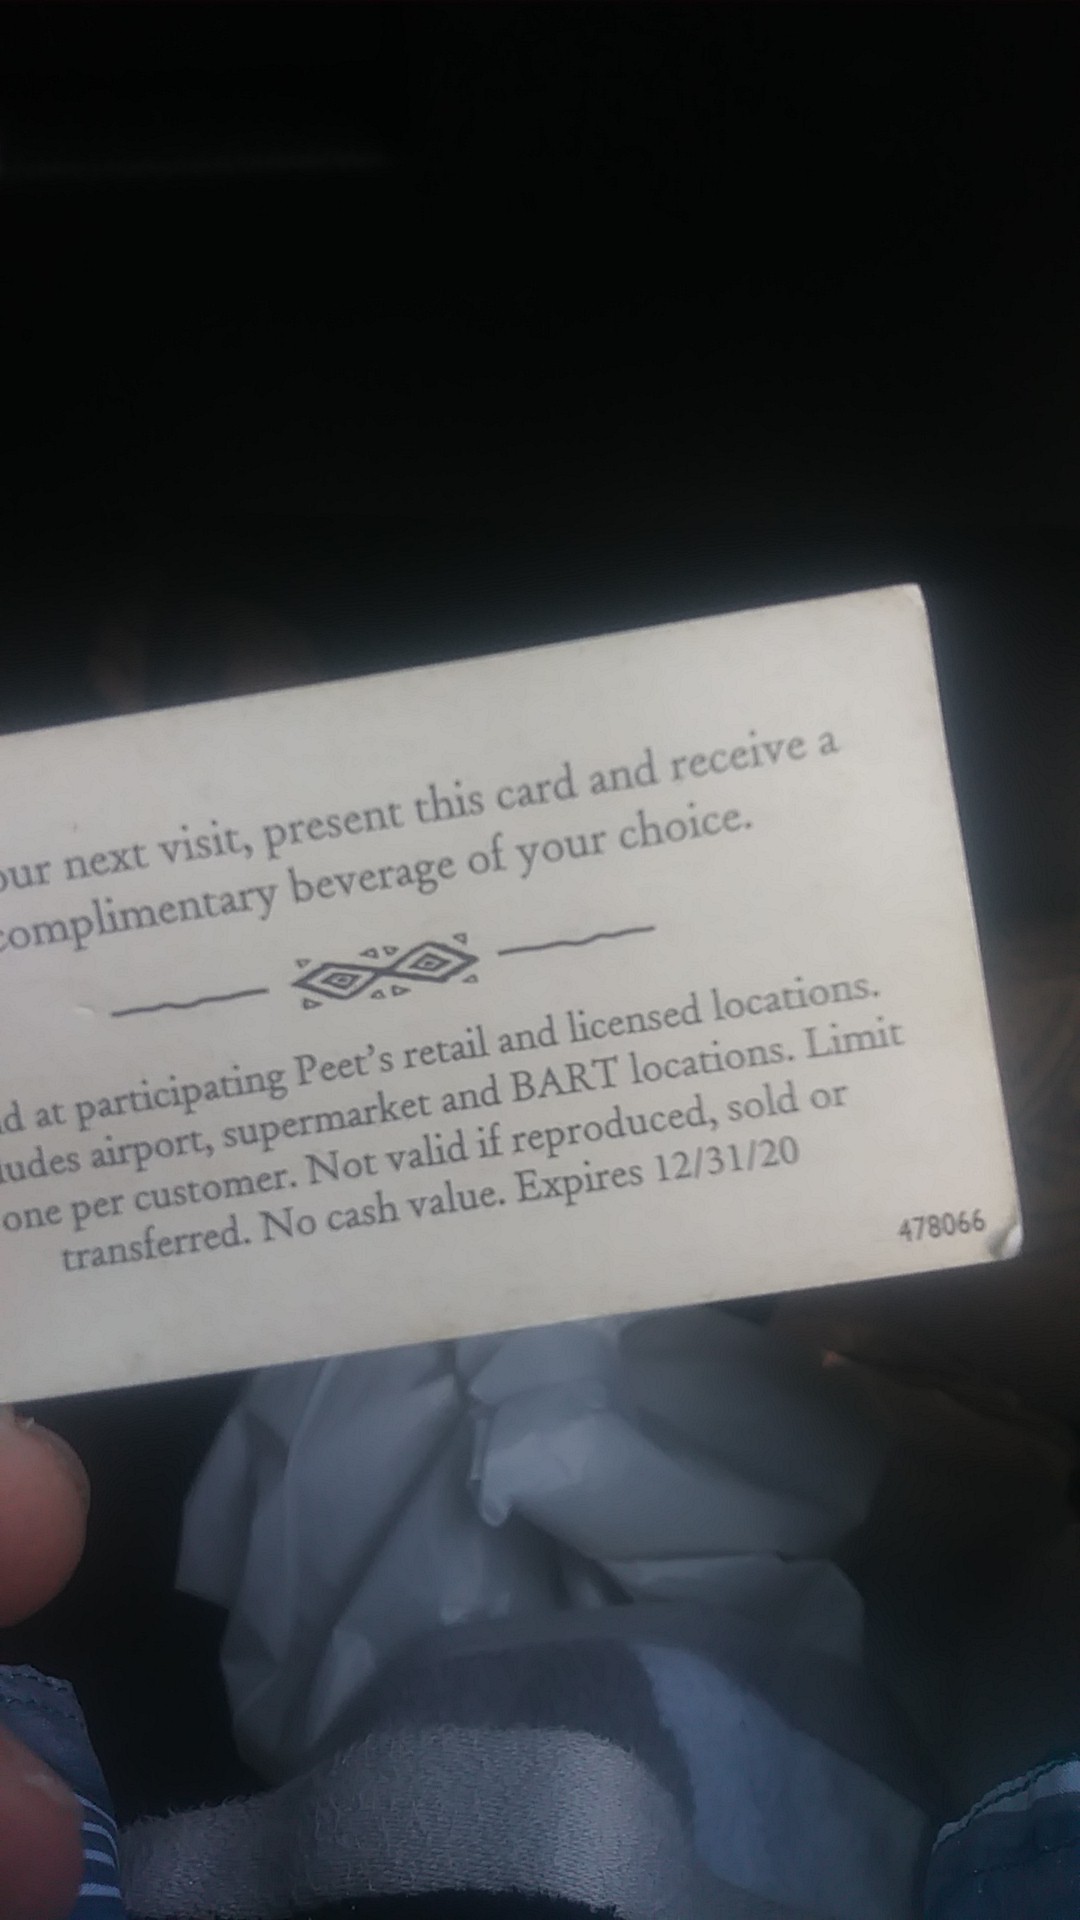 our next visit, present this card and receive a
complimentary beverage of your choice.
at participating Peet's retail and licensed locations.
ludes airport, supermarket and BART locations. Limit
one per customer. Not valid if reproduced, sold or
transferred. No cash value. Expires 12/31/20
478066